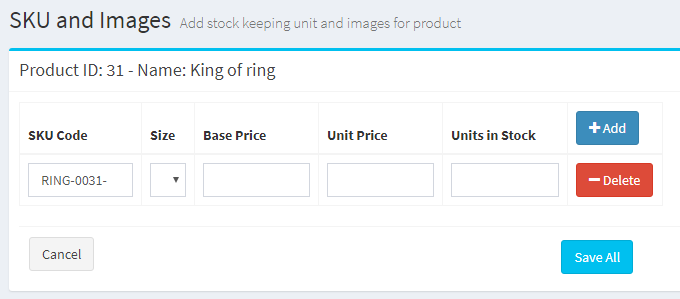 SKU and Images Add stock keeping unit and images for product
Product ID: 31 - Name: King of ring
SKU Code Size Base Price Unit Price Units in Stock + Add
RING-0031- − Delete
Cancel Save All